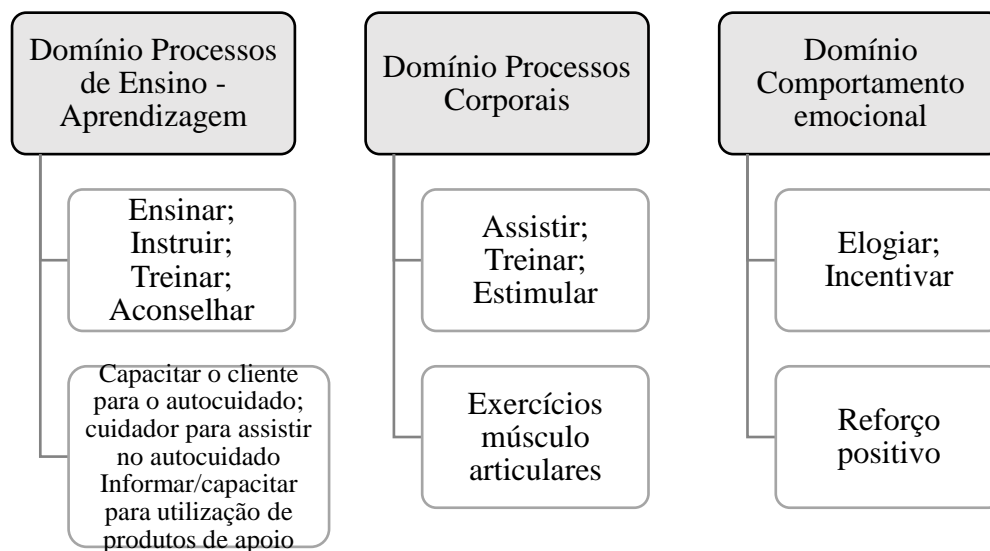 Domínio Processos
de Ensino -
Aprendizagem
Ensinar;
Instruir;
Treinar;
Aconselhar
Capacitar o cliente
para o autocuidado;
cuidador para assistir
no autocuidado
Informar/capacitar
para utilização de
produtos de apoio
Domínio Processos
Corporais
Assistir;
Treinar;
Estimular
Exercícios
músculo
articulares
Domínio
Comportamento
emocional
Elogiar;
Incentivar
Reforço
positivo